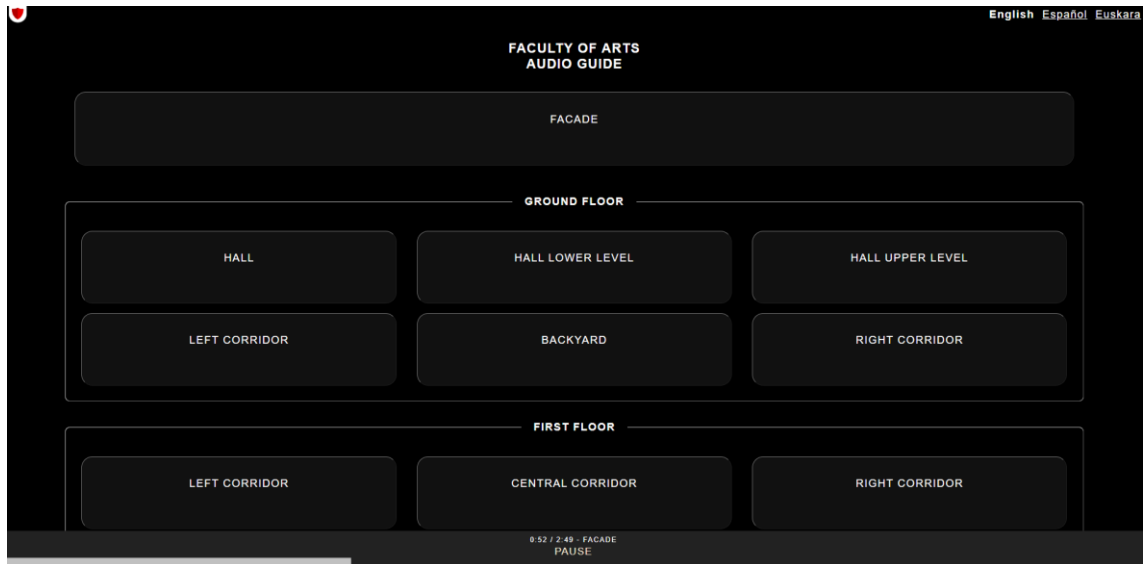 English Español Euskara
FACULTY OF ARTS
AUDIO GUIDE
FACADE
GROUND FLOOR
HALL
HALL LOWER LEVEL
HALL UPPER LEVEL
LEFT CORRIDOR
BACKYARD
RIGHT CORRIDOR
FIRST FLOOR
LEFT CORRIDOR
CENTRAL CORRIDOR
RIGHT CORRIDOR
0:52 / 2:49 - FACADE
PAUSE